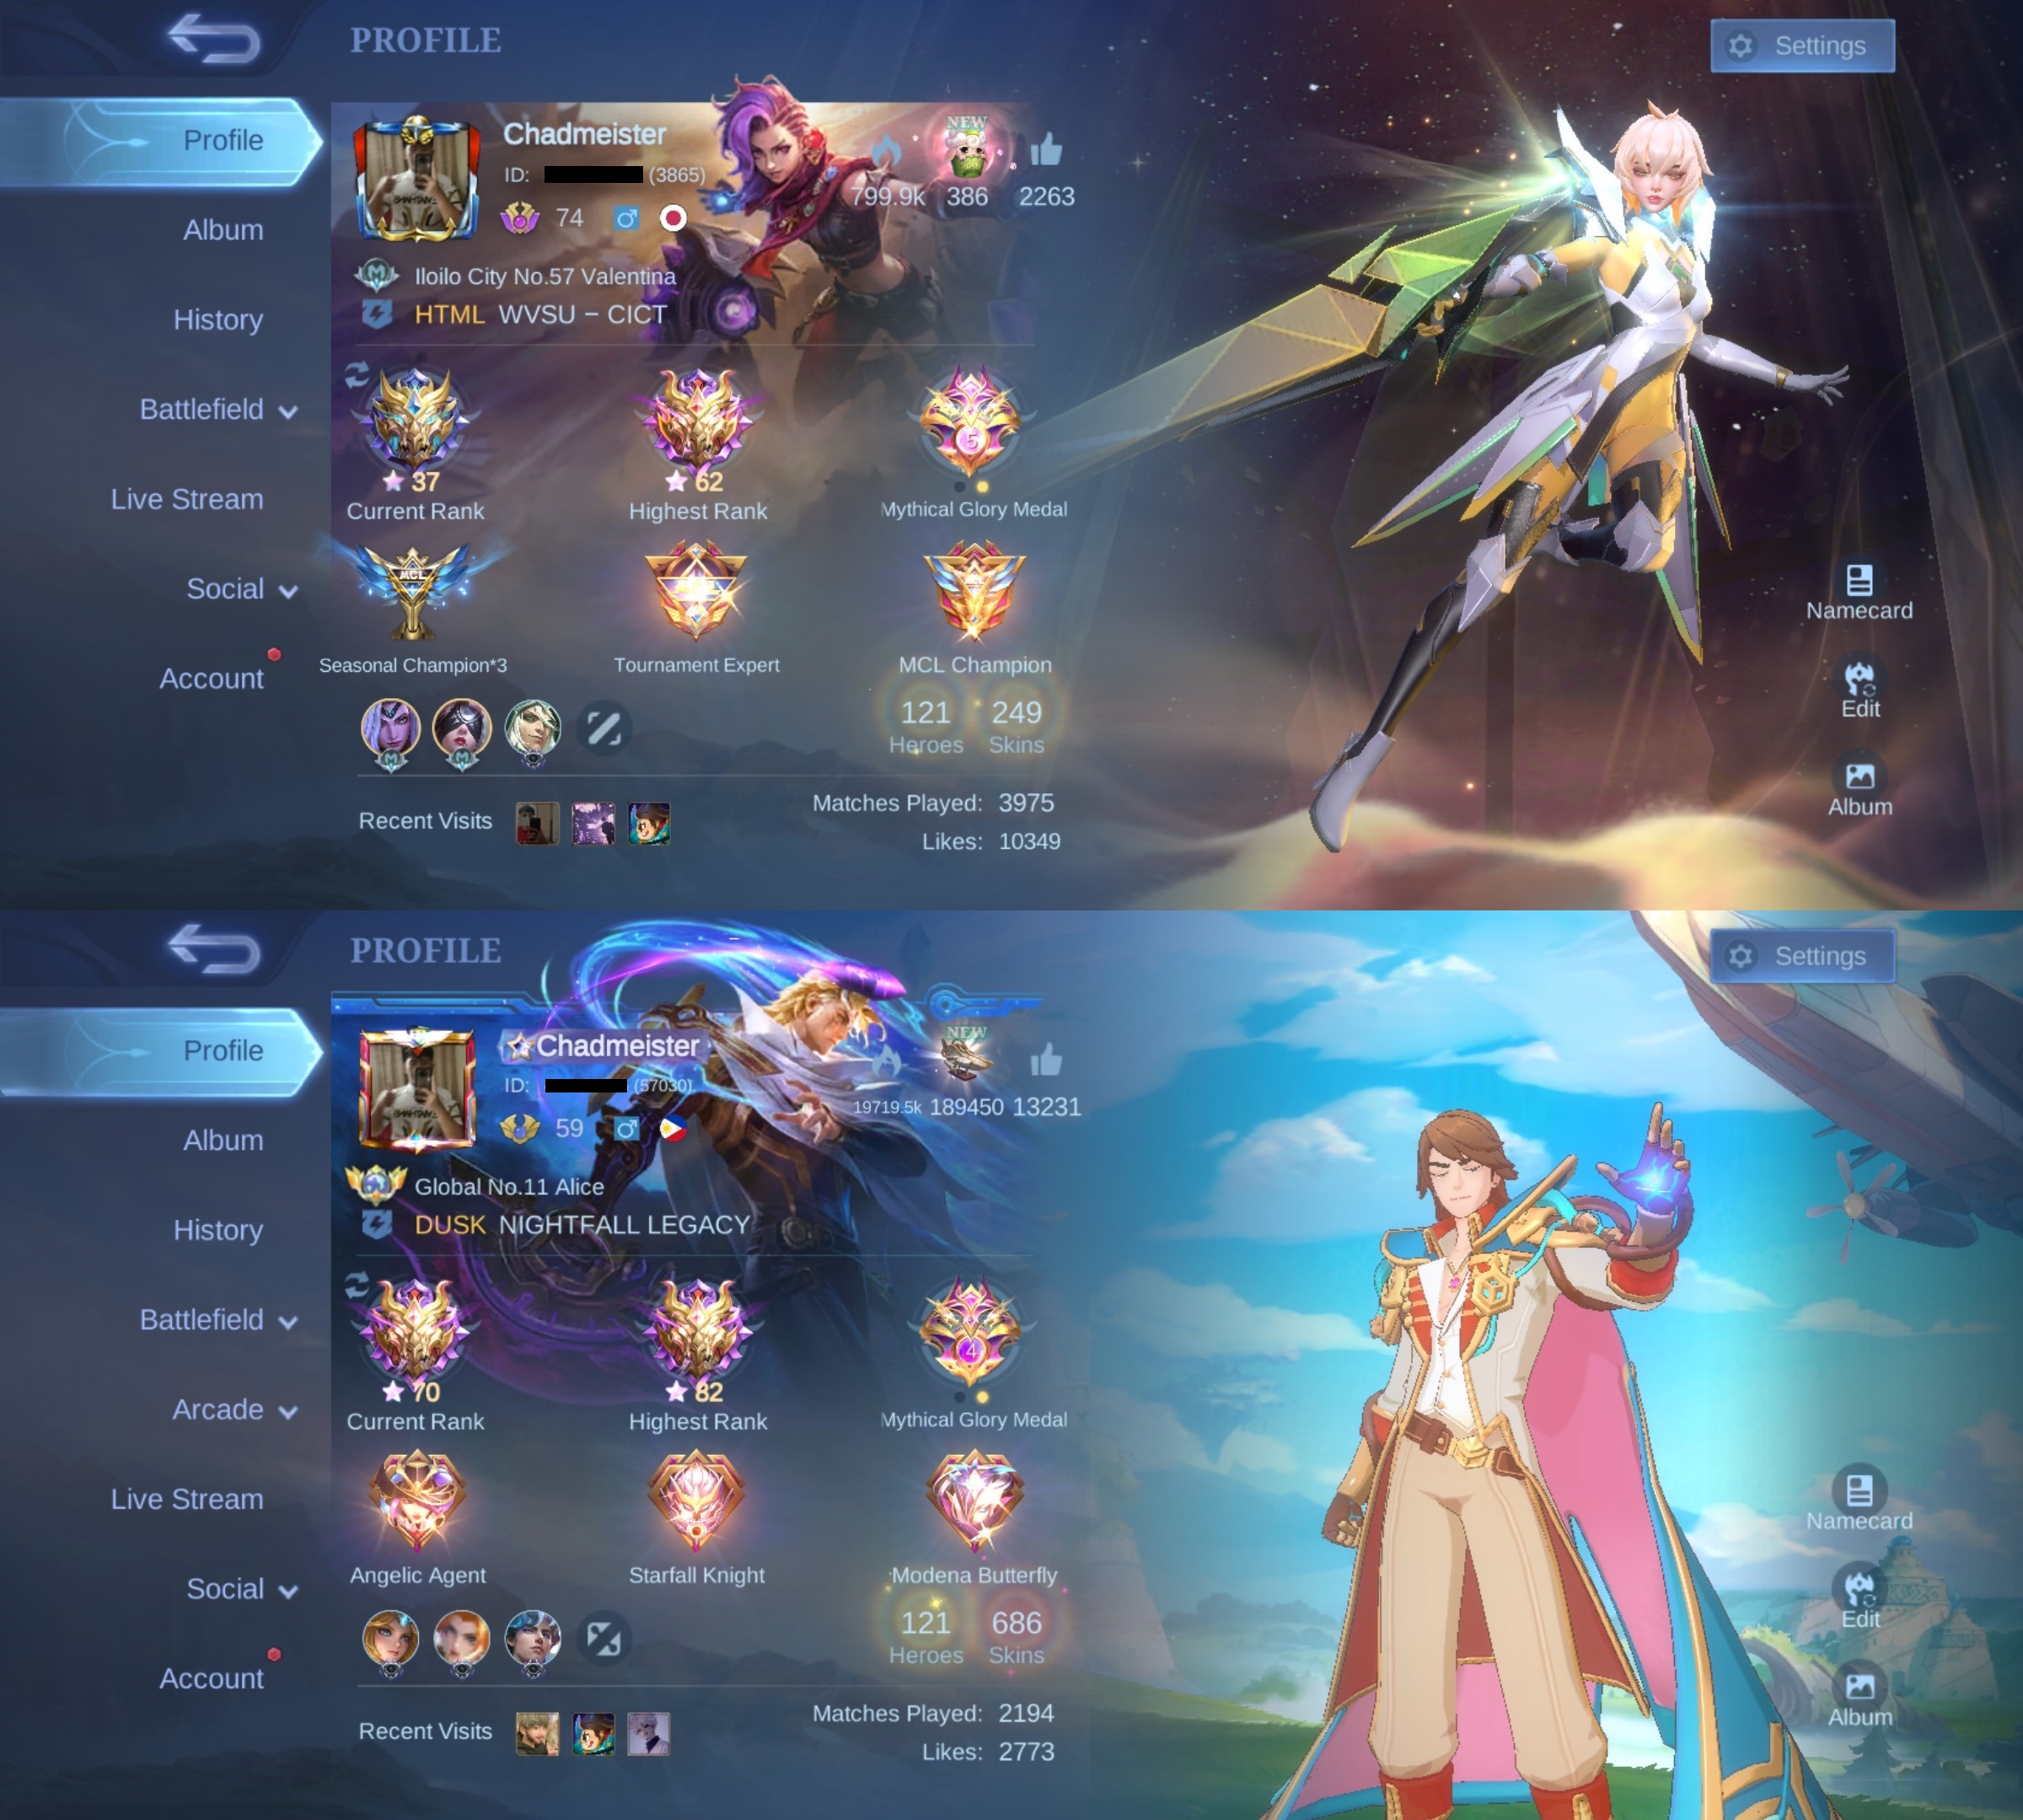 PROFILE
Settings
Profile
Album
History
Battlefield
Live Stream
Social
Account
Chadmeister
ID: (3865)
74
NEW
799.9k 386 2263
Iloilo City No.57 Valentina
HTML WVSU – CICT
5
37 62
Current Rank Highest Rank Mythical Glory Medal
MCL
Seasonal Champion*3 Tournament Expert MCL Champion
121 249
Heroes Skins
Recent Visits
Matches Played: 3975
Likes: 10349
Namecard
Edit
Album
PROFILE
Settings
Profile
Album
History
Battlefield
Arcade
Live Stream
Social
Account
Chadmeister
ID: (57030)
59
NEW
19719.5k 189450 13231
Global No.11 Alice
DUSK NIGHTFALL LEGACY
4
70 82
Current Rank Highest Rank Mythical Glory Medal
Angelic Agent Starfall Knight Modena Butterfly
121 686
Heroes Skins
Recent Visits
Matches Played: 2194
Likes: 2773
Namecard
Edit
Album